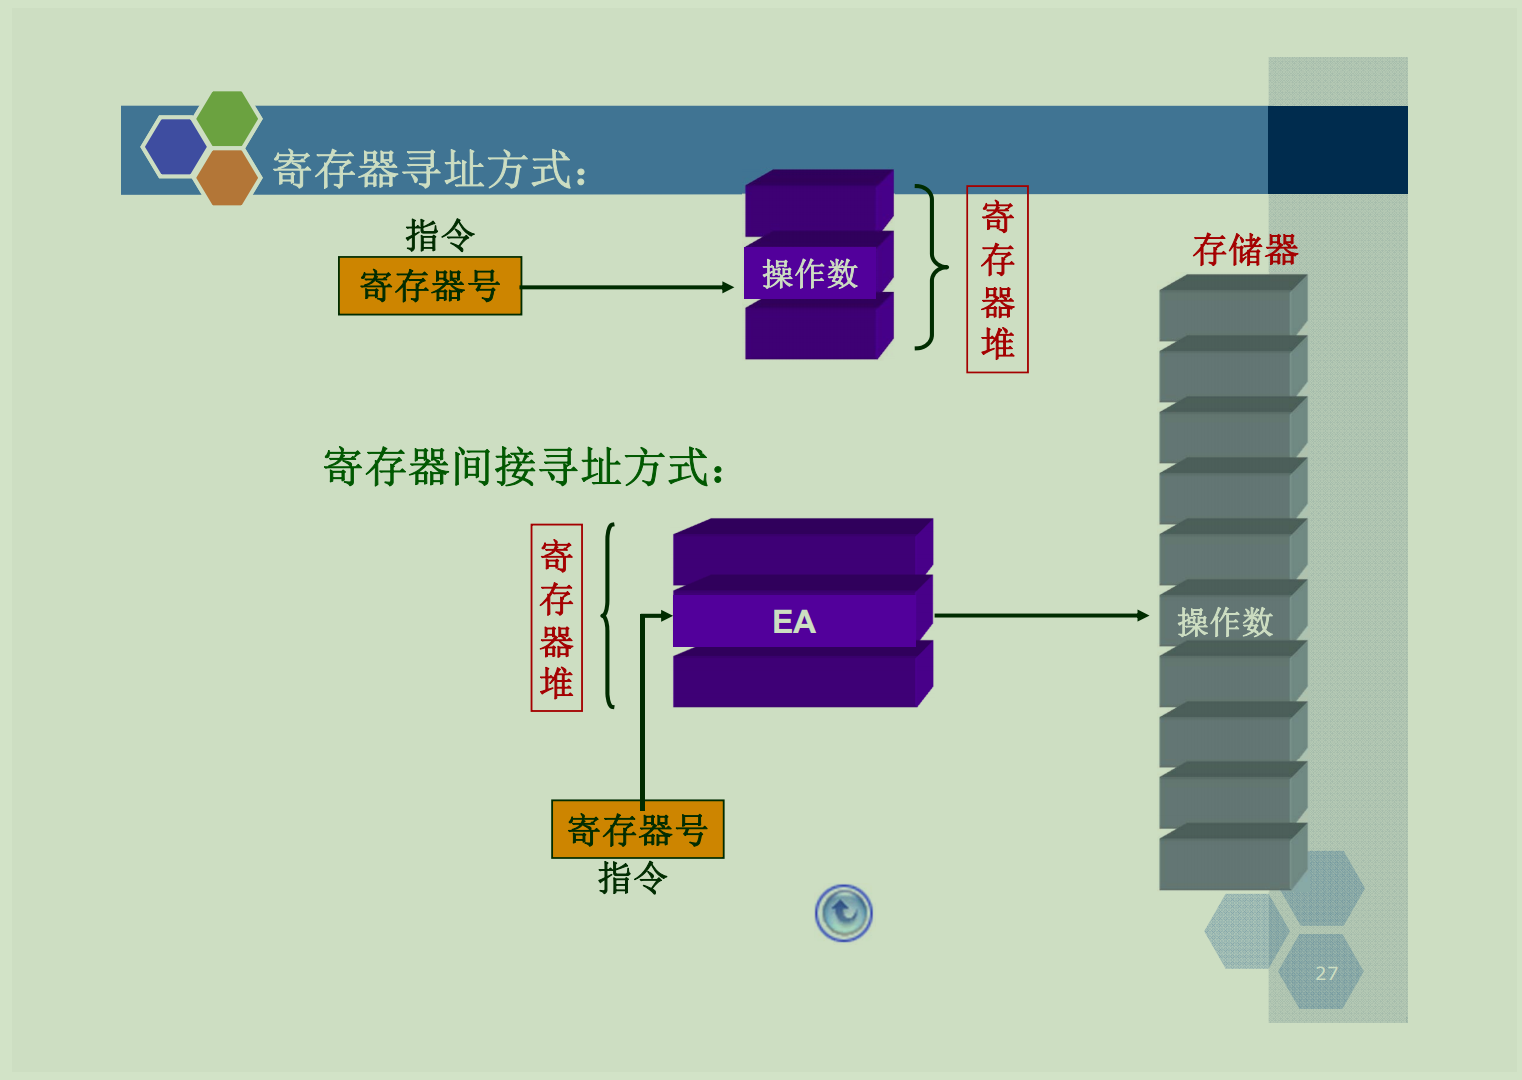 寄存器寻址方式：
指令
寄存器号
操作数
寄
存
器
堆
存储器
寄存器间接寻址方式：
寄
存
器
堆
EA
操作数
寄存器号
指令
27